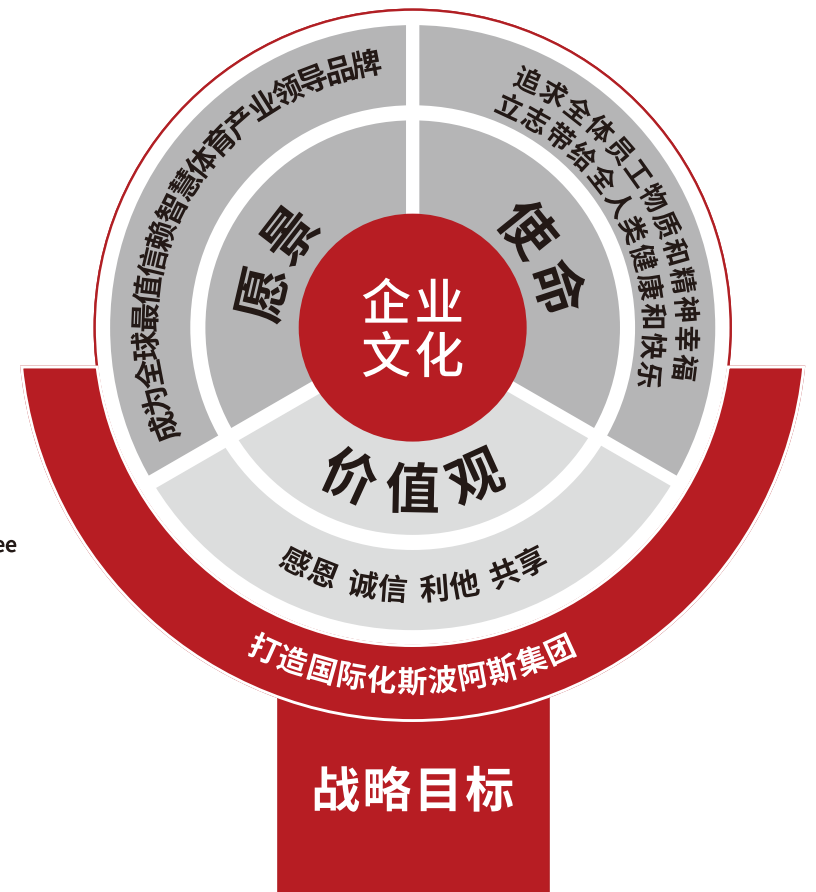 企业
文化
愿景
成为全球最值信赖智慧体育产业领导品牌
使命
追求全体员工物质和精神幸福
立志带给全人类健康和快乐
价值观
感恩 诚信 利他 共享
打造国际化斯波阿斯集团
战略目标
ee